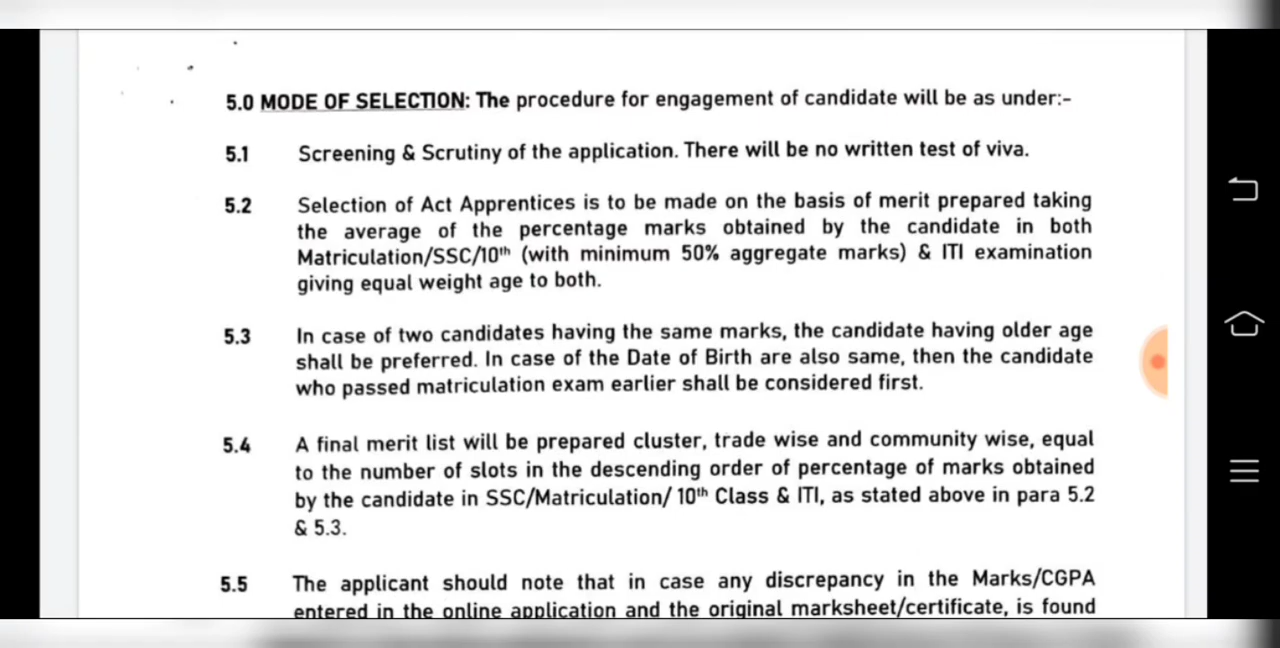 5.0 MODE OF SELECTION: The procedure for engagement of candidate will be as under:-
5.1 Screening & Scrutiny of the application. There will be no written test of viva.
5.2 Selection of Act Apprentices is to be made on the basis of merit prepared taking
the average of the percentage marks obtained by the candidate in both
Matriculation/SSC/10th (with minimum 50% aggregate marks) & ITI examination
giving equal weight age to both.
5.3 In case of two candidates having the same marks, the candidate having older age
shall be preferred. In case of the Date of Birth are also same, then the candidate
who passed matriculation exam earlier shall be considered first.
5.4 A final merit list will be prepared cluster, trade wise and community wise, equal
to the number of slots in the descending order of percentage of marks obtained
by the candidate in SSC/Matriculation/ 10th Class & ITI, as stated above in para 5.2
& 5.3.
5.5 The applicant should note that in case any discrepancy in the Marks/CGPA
entered in the online application and the original marksheet/certificate, is found